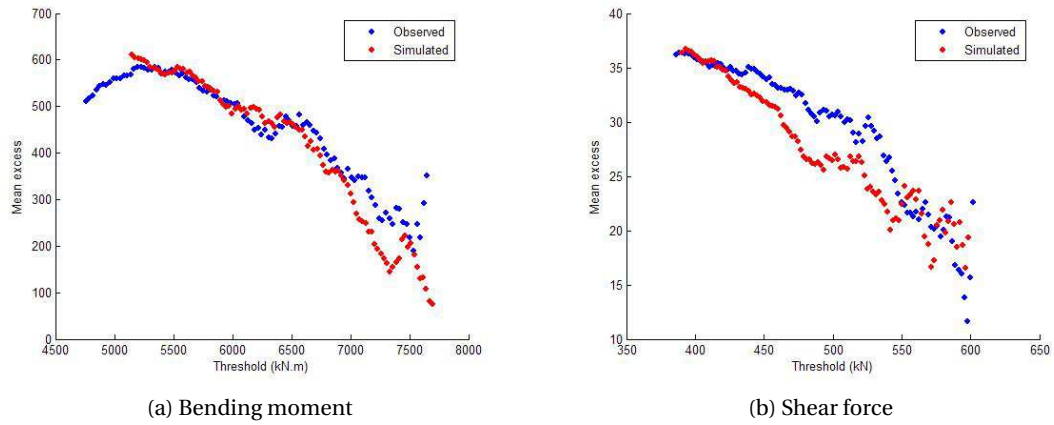 700
600
500
400
300
200
100
0
Mean excess
4500 5000 5500 6000 6500 7000 7500 8000
Threshold (kN.m)
Observed
Simulated
(a) Bending moment
40
35
30
25
20
15
10
Mean excess
350 400 450 500 550 600 650
Threshold (kN)
Observed
Simulated
(b) Shear force